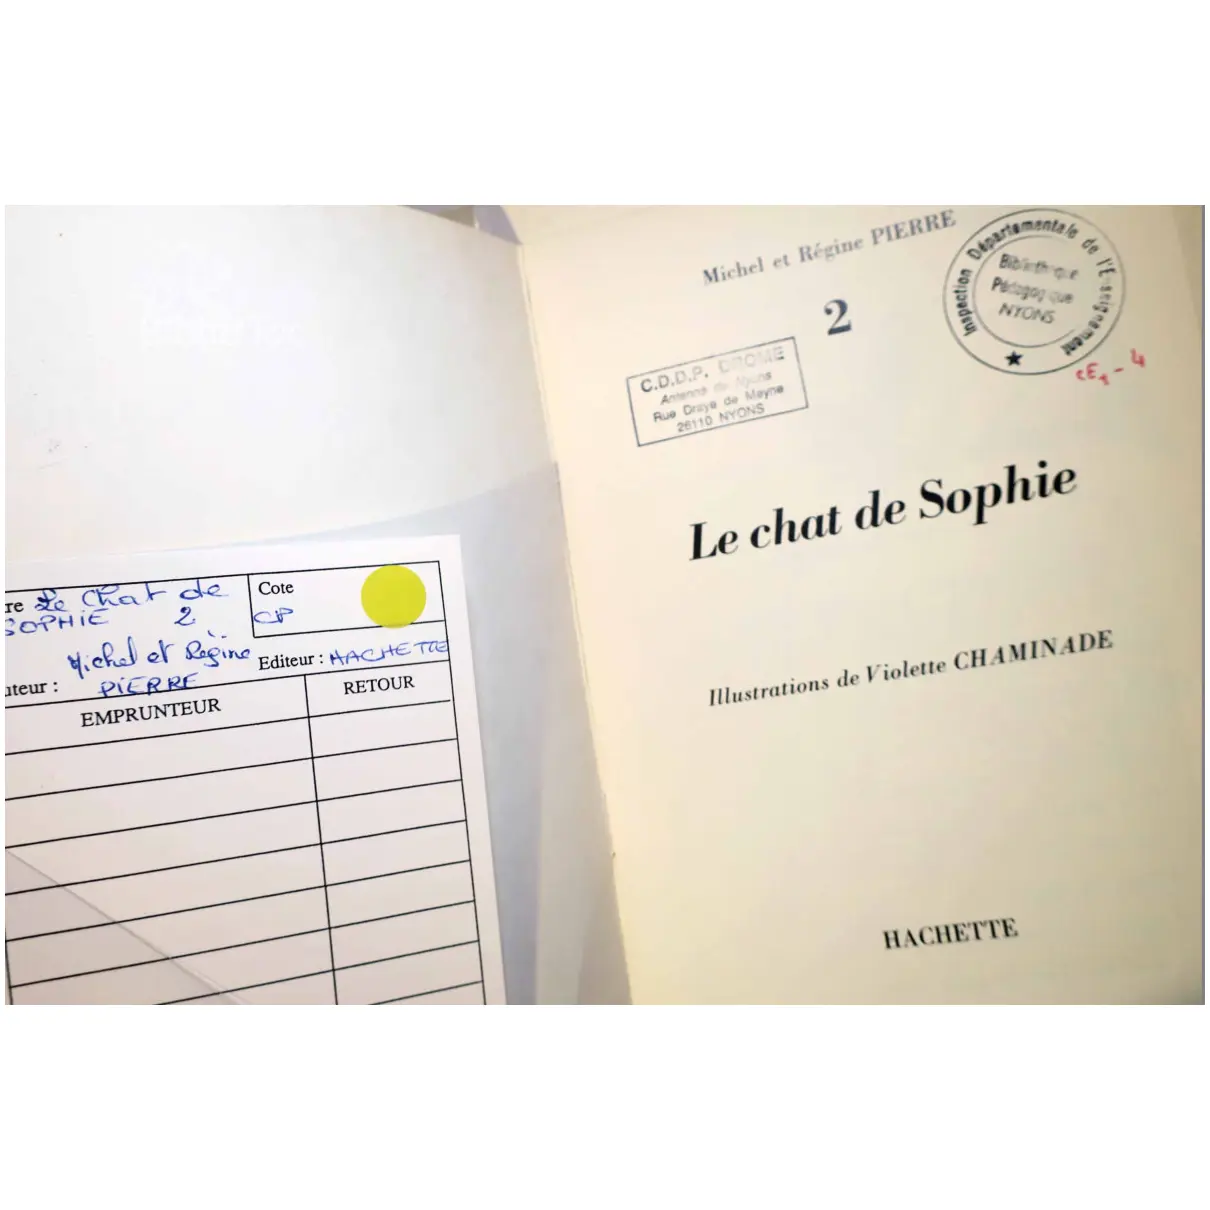 re Le Chat de
SOPHIE 2
Cote
CP
uteur : Michel et Régine
PIERRE
Editeur : HACHETTE
EMPRUNTEUR
RETOUR
Michel et Régine PIERRE
2
Inspection Départementale de l'Enseignement
Bibliothèque
Pédagogique
NYONS
CE1 - 4
C.D.D.P. DROME
Antenne de Nyons
Rue Draye de Meyne
26110 NYONS
Le chat de Sophie
Illustrations de Violette CHAMINADE
HACHETTE